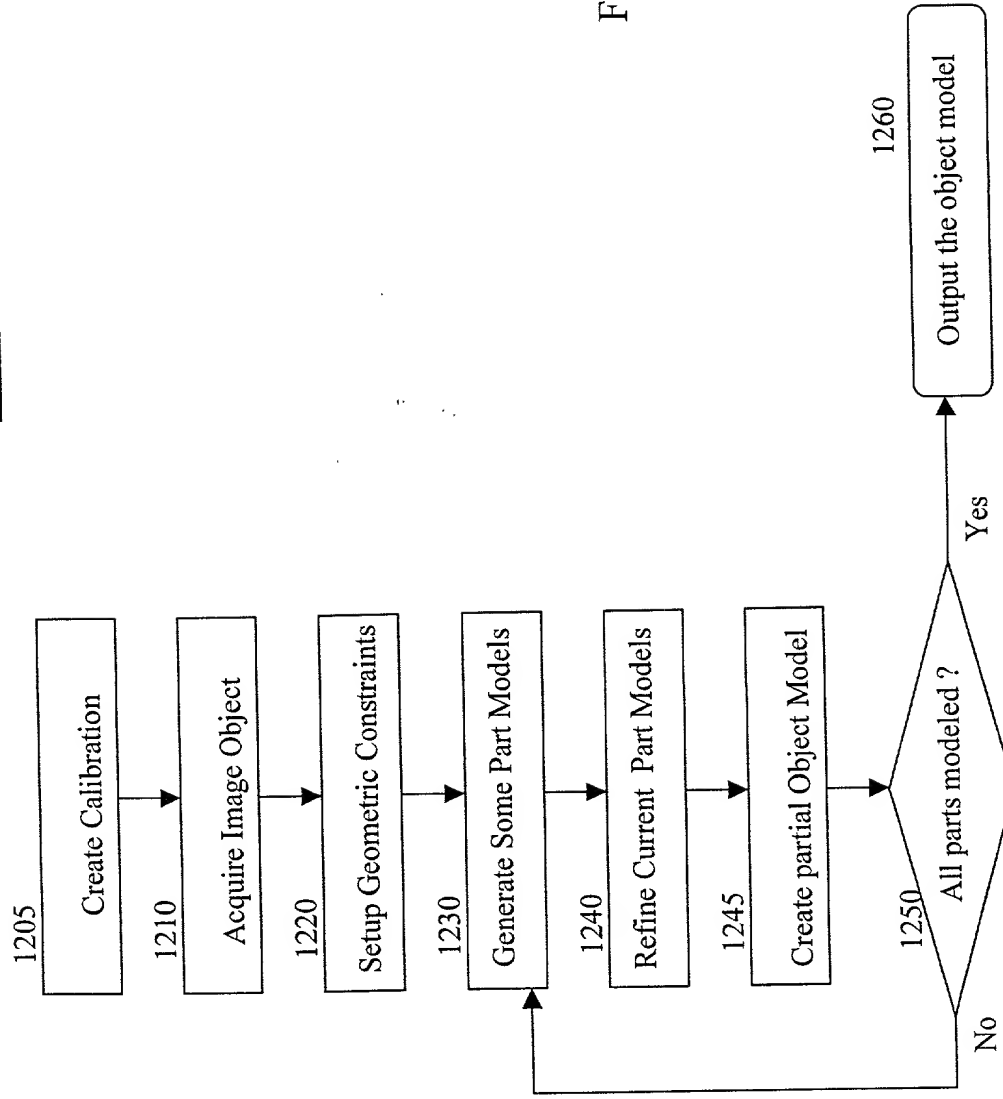 1205
Create Calibration
1210
Acquire Image Object
1220
Setup Geometric Constraints
1230
Generate Some Part Models
1240
Refine Current Part Models
1245
Create partial Object Model
1250
All parts modeled ?
No
Yes
1260
Output the object model
F